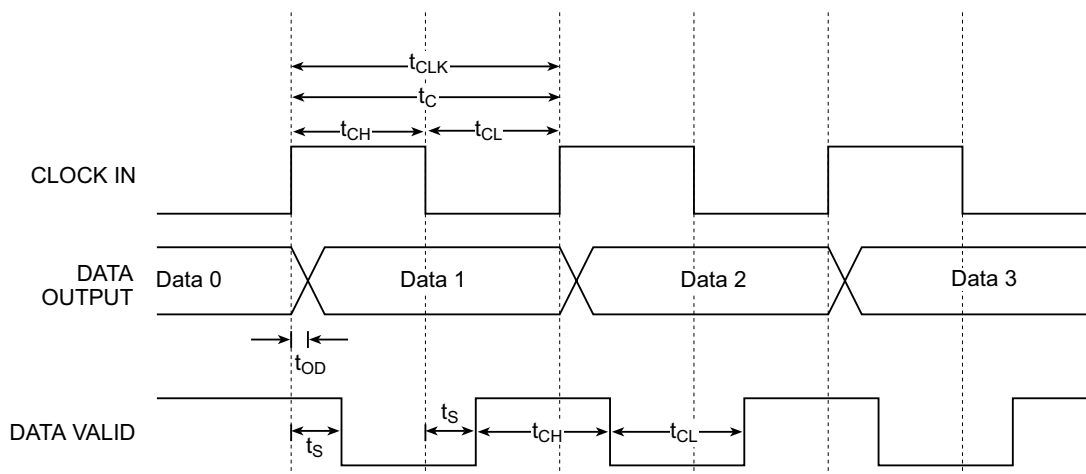 tCLK
tC
tCH tCL
CLOCK IN
DATA OUTPUT
Data 0 Data 1 Data 2 Data 3
tOD
DATA VALID
tS tS tCH tCL